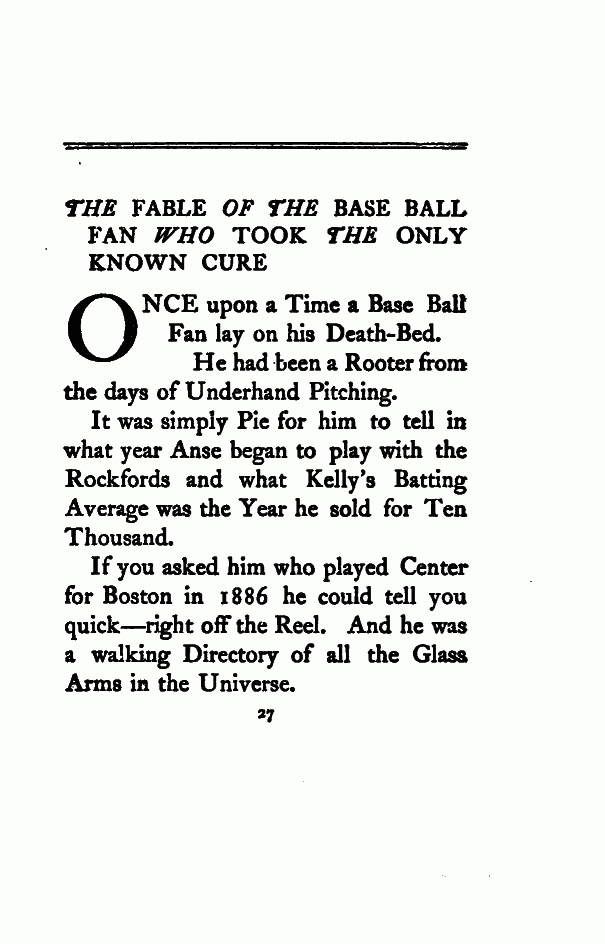 THE FABLE OF THE BASE BALL
FAN WHO TOOK THE ONLY
KNOWN CURE
ONCE upon a Time a Base Ball
Fan lay on his Death-Bed.
He had been a Rooter from
the days of Underhand Pitching.
It was simply Pie for him to tell in
what year Anse began to play with the
Rockfords and what Kelly's Batting
Average was the Year he sold for Ten
Thousand.
If you asked him who played Center
for Boston in 1886 he could tell you
quick—right off the Reel. And he was
a walking Directory of all the Glass
Arms in the Universe.
27